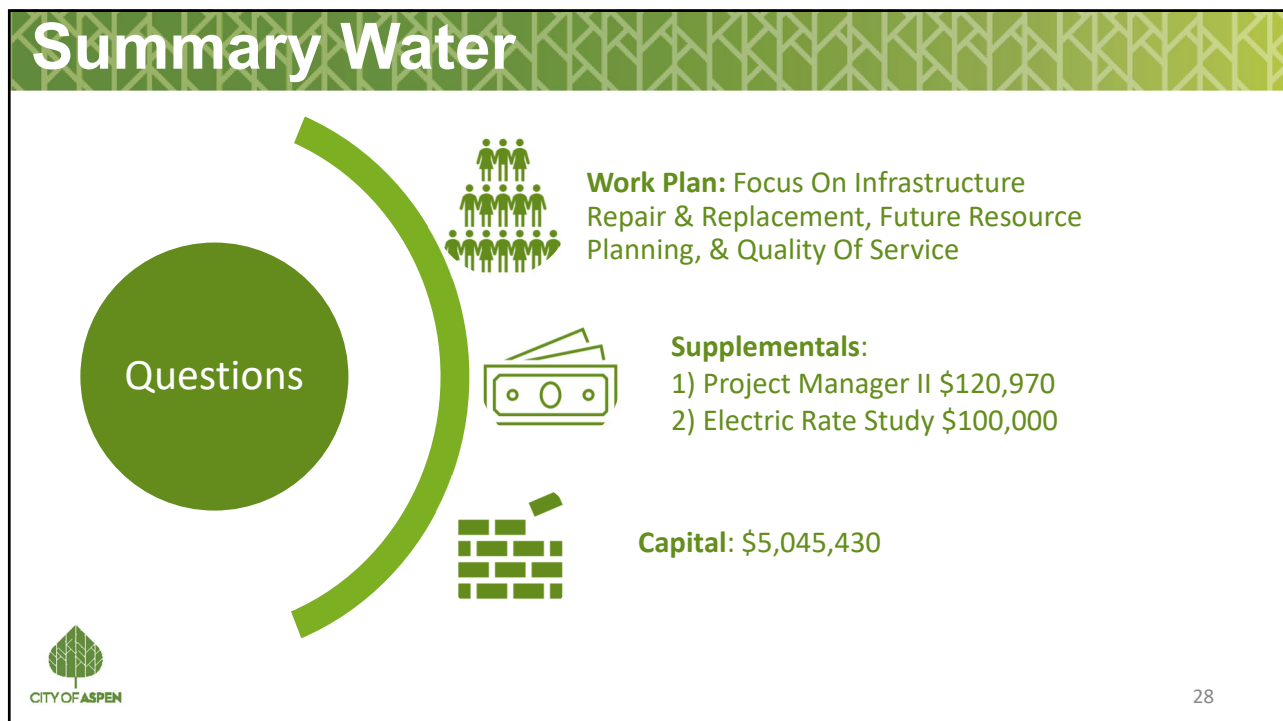 Summary Water
Questions
Work Plan: Focus On Infrastructure
Repair & Replacement, Future Resource
Planning, & Quality Of Service
Supplementals:
1) Project Manager II $120,970
2) Electric Rate Study $100,000
Capital: $5,045,430
CITY OF ASPEN
28